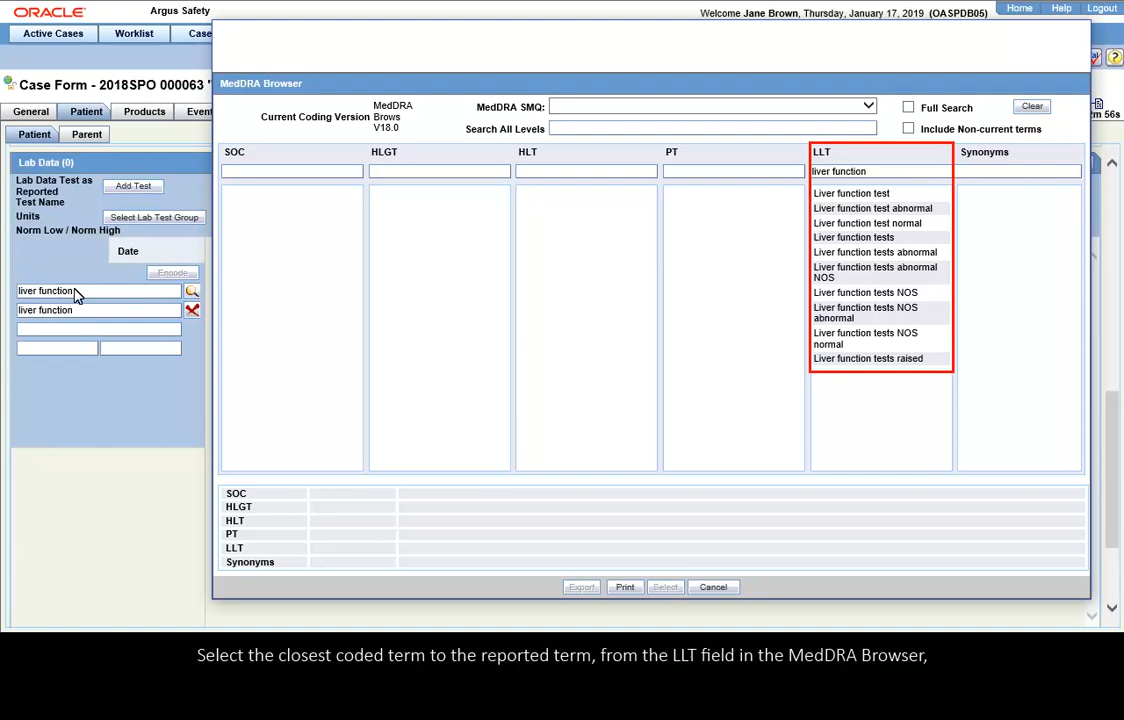 ORACLE® Argus Safety
Welcome Jane Brown, Thursday, January 17, 2019 (OASPDB05)
Home Help Logout
Active Cases Worklist Case
Case Form - 2018SPO 000063
General Patient Products Event
2m 56s
Patient Parent
Lab Data (0)
Lab Data Test as
Reported
Test Name
Add Test
Units
Select Lab Test Group
Norm Low / Norm High
Date
Encode
liver function
liver function
MedDRA Browser
Current Coding Version
MedDRA
Brows
V18.0
MedDRA SMQ:
Full Search
Clear
Search All Levels
Include Non-current terms
SOC HLGT HLT PT LLT Synonyms
liver function
Liver function test
Liver function test abnormal
Liver function test normal
Liver function tests
Liver function tests abnormal
Liver function tests abnormal
NOS
Liver function tests NOS
Liver function tests NOS
abnormal
Liver function tests NOS
normal
Liver function tests raised
SOC
HLGT
HLT
PT
LLT
Synonyms
Export Print Select Cancel
Select the closest coded term to the reported term, from the LLT field in the MedDRA Browser,